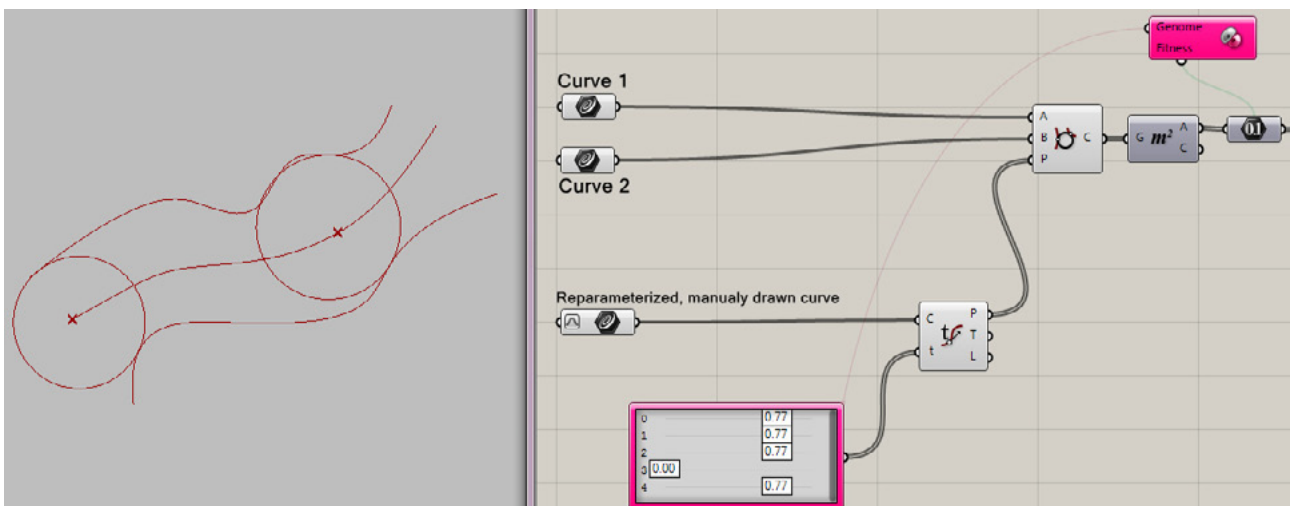 Genome
Fitness
Curve 1
A
B C
P
G m² A
C
01
Curve 2
Reparameterized, manualy drawn curve
C P
t T
L
t
0 0.77
1 0.77
2 0.77
3 0.00
4 0.77